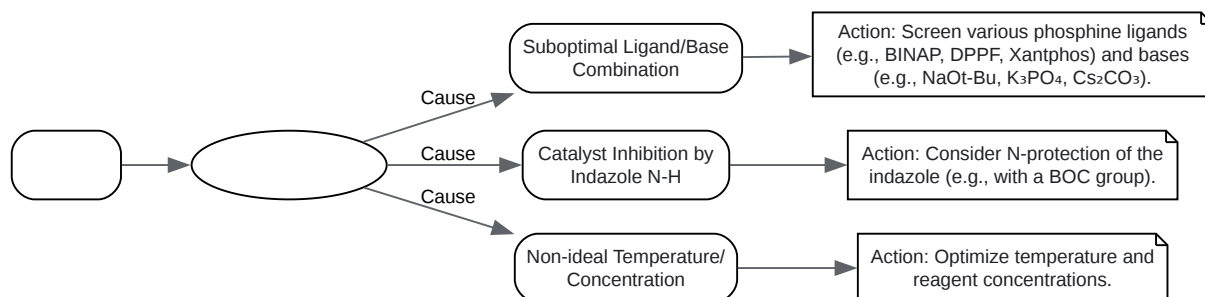 Suboptimal Ligand/Base
Combination
Action: Screen various phosphine ligands
(e.g., BINAP, DPPF, Xantphos) and bases
(e.g., NaOt-Bu, K₃PO₄, Cs₂CO₃).
Cause
Cause
Catalyst Inhibition by
Indazole N-H
Action: Consider N-protection of the
indazole (e.g., with a BOC group).
Cause
Non-ideal Temperature/
Concentration
Action: Optimize temperature and
reagent concentrations.